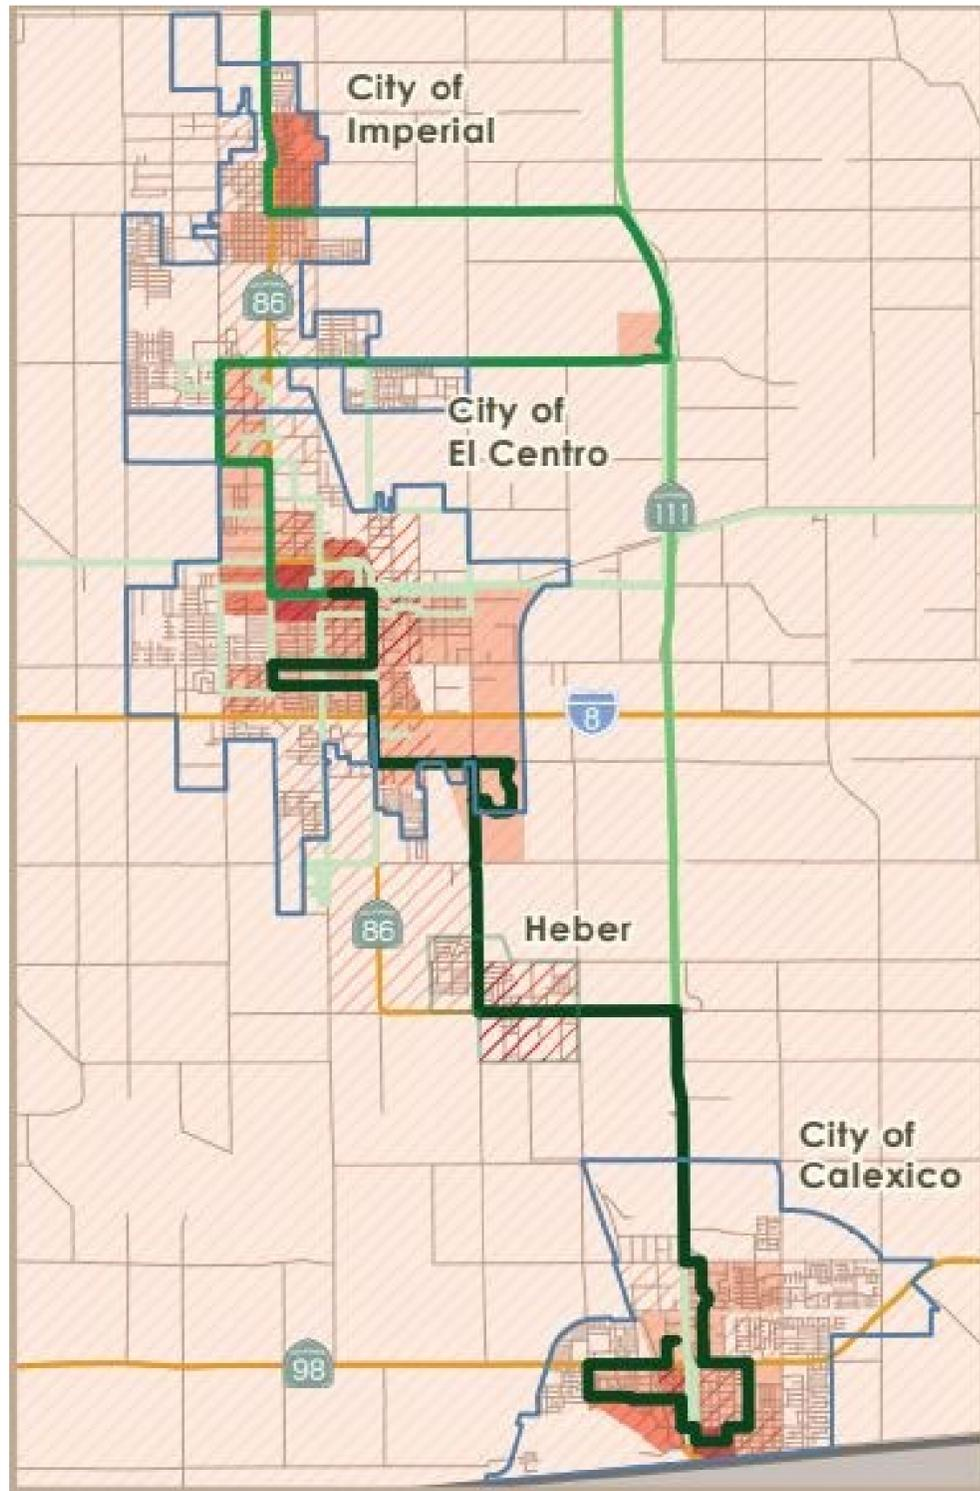 City of
Imperial
86
City of
El Centro
111
8
86
Heber
City of
Calexico
98